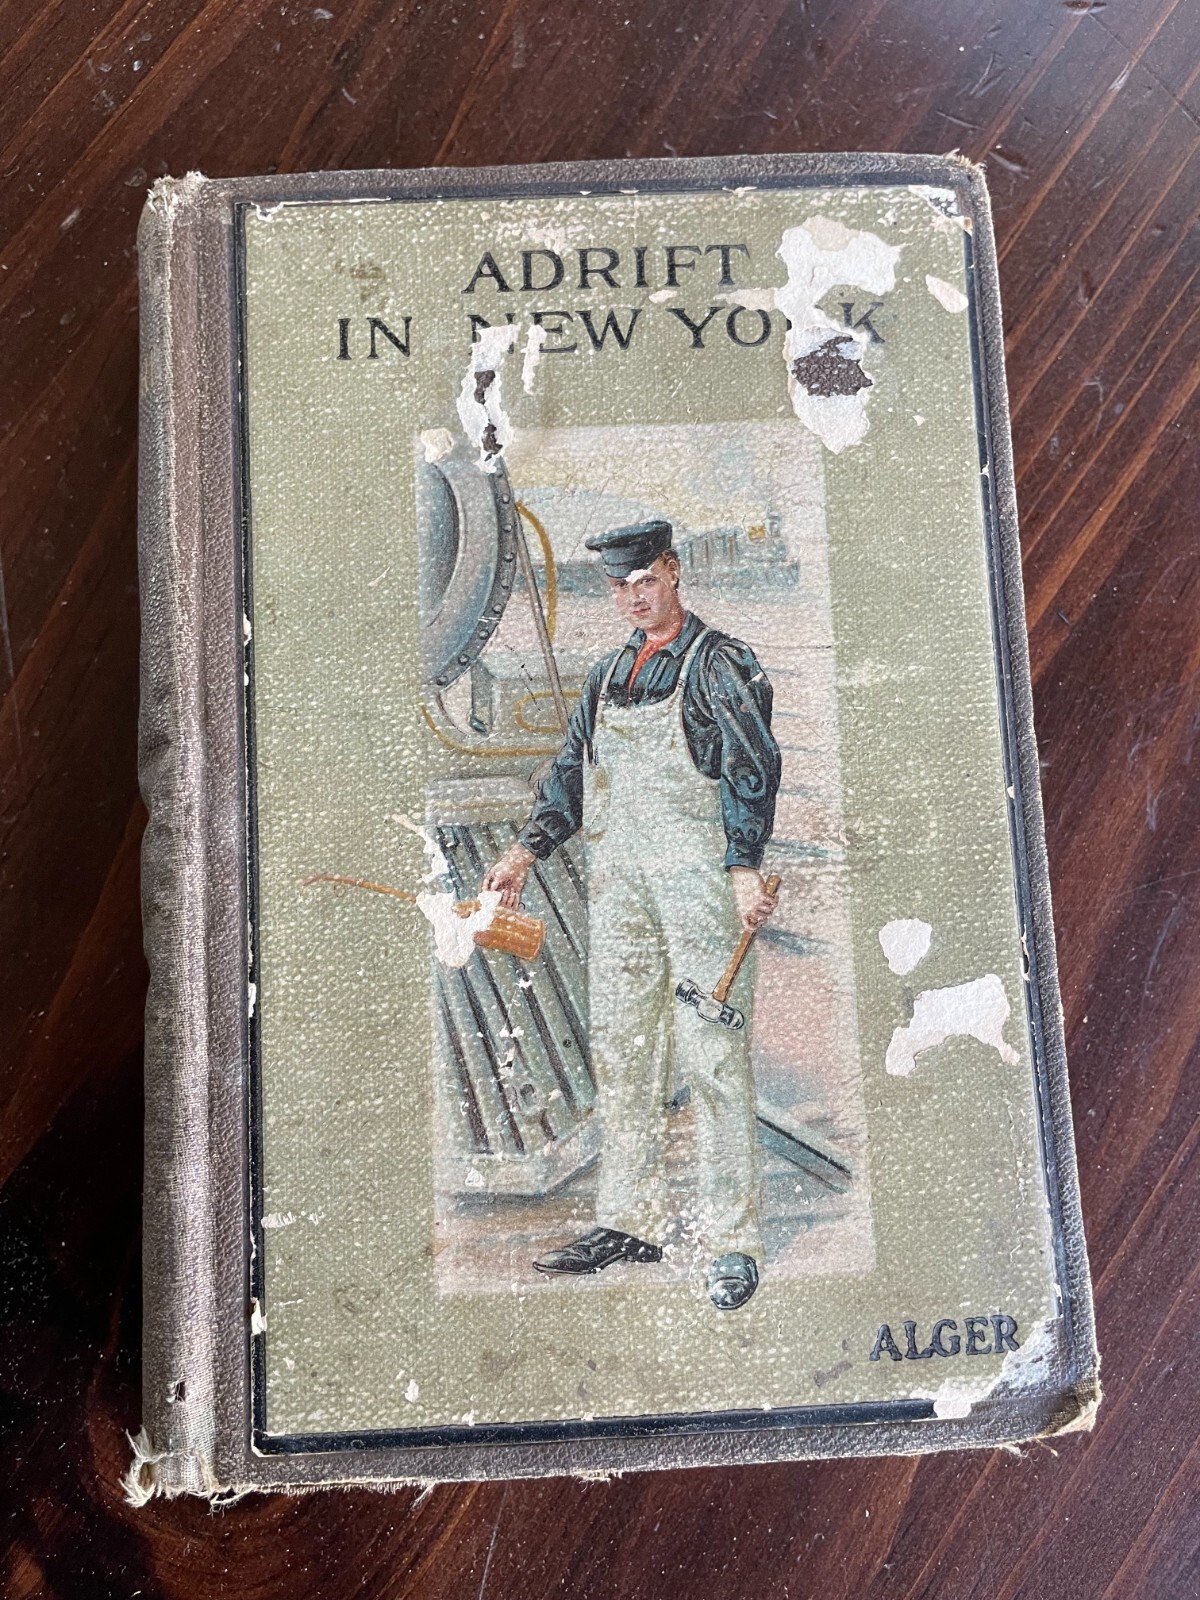 ADRIFT
IN NEW YORK
ALGER